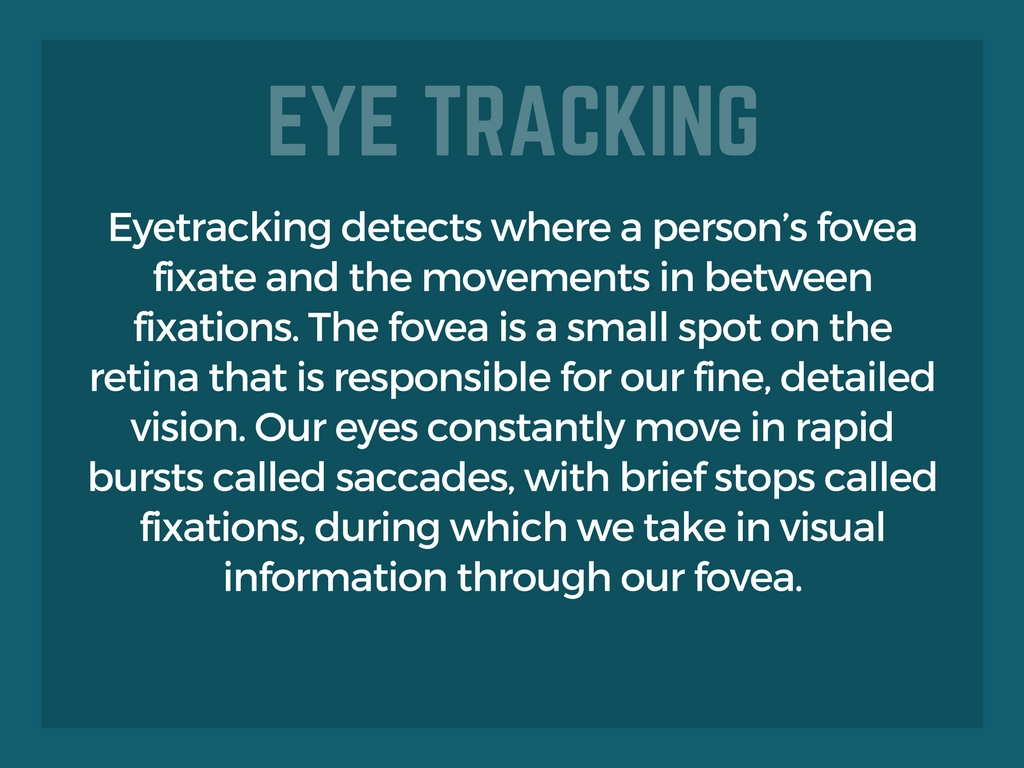 EYE TRACKING
Eyetracking detects where a person’s fovea
fixate and the movements in between
fixations. The fovea is a small spot on the
retina that is responsible for our fine, detailed
vision. Our eyes constantly move in rapid
bursts called saccades, with brief stops called
fixations, during which we take in visual
information through our fovea.